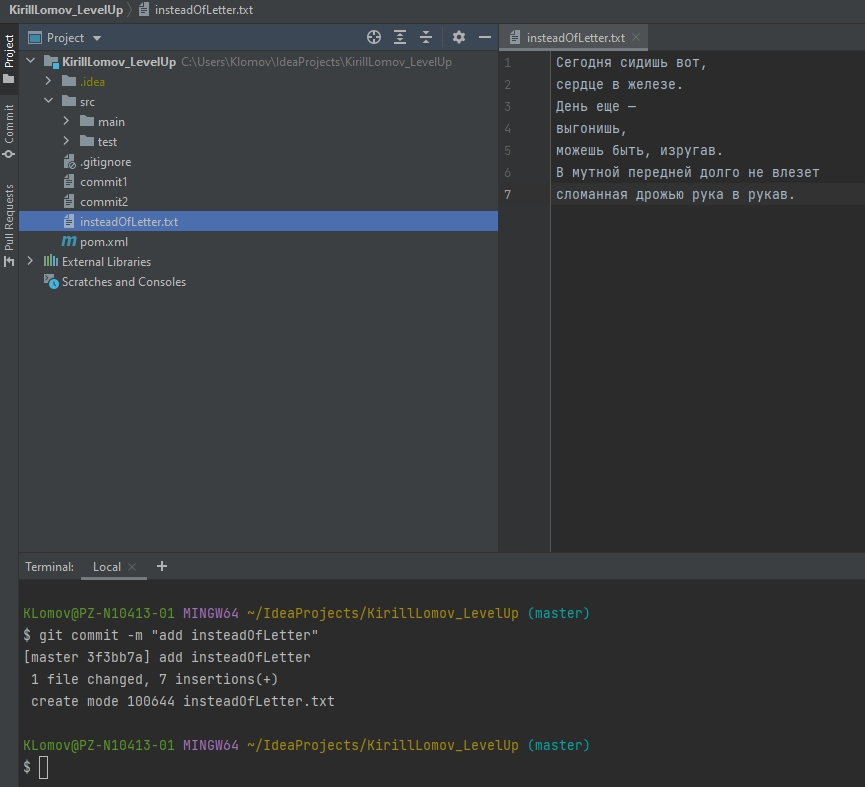 KirillLomov_LevelUp insteadOfLetter.txt
Project
Commit
Pull Requests
Project
KirillLomov_LevelUp C:\Users\Klomov\IdeaProjects\KirillLomov_LevelUp
.idea
src
main
test
.gitignore
commit1
commit2
insteadOfLetter.txt
pom.xml
External Libraries
Scratches and Consoles
insteadOfLetter.txt
1 Сегодня сидишь вот,
2 сердце в железе.
3 День еще —
4 выгонишь,
5 можешь быть, изругав.
6 В мутной передней долго не влезет
7 сломанная дрожью рука в рукав.
Terminal: Local +
KLomov@PZ-N10413-01 MINGW64 ~/IdeaProjects/KirillLomov_LevelUp (master)
$ git commit -m "add insteadOfLetter"
[master 3f3bb7a] add insteadOfLetter
1 file changed, 7 insertions(+)
create mode 100644 insteadOfLetter.txt
KLomov@PZ-N10413-01 MINGW64 ~/IdeaProjects/KirillLomov_LevelUp (master)
$